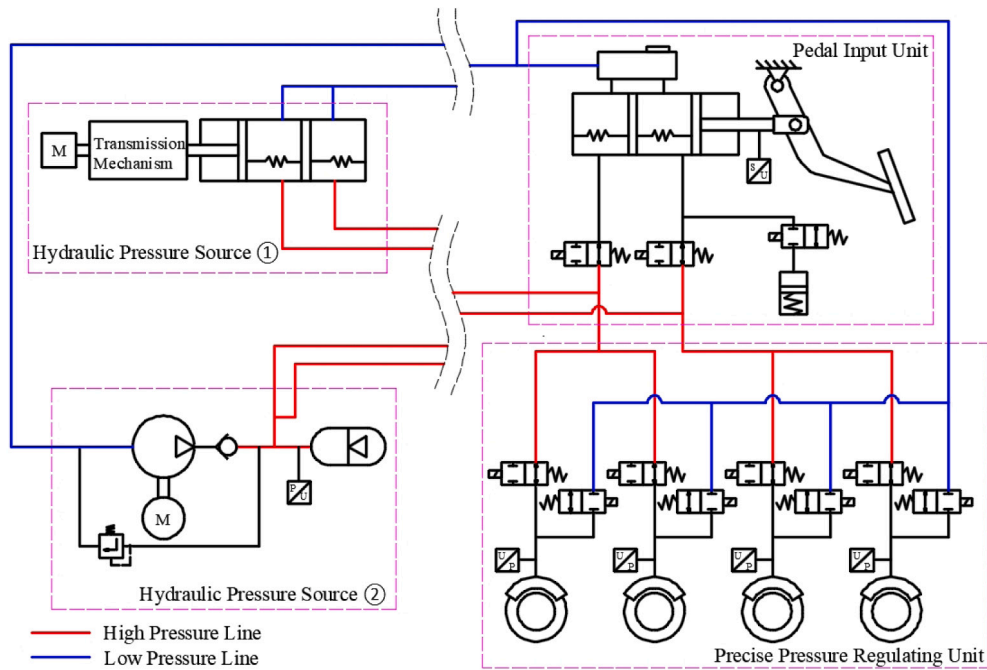 Pedal Input Unit
M
Transmission
Mechanism
S
U
Hydraulic Pressure Source ①
P
U
M
U
P
U
P
U
P
U
P
Hydraulic Pressure Source ②
High Pressure Line
Low Pressure Line
Precise Pressure Regulating Unit